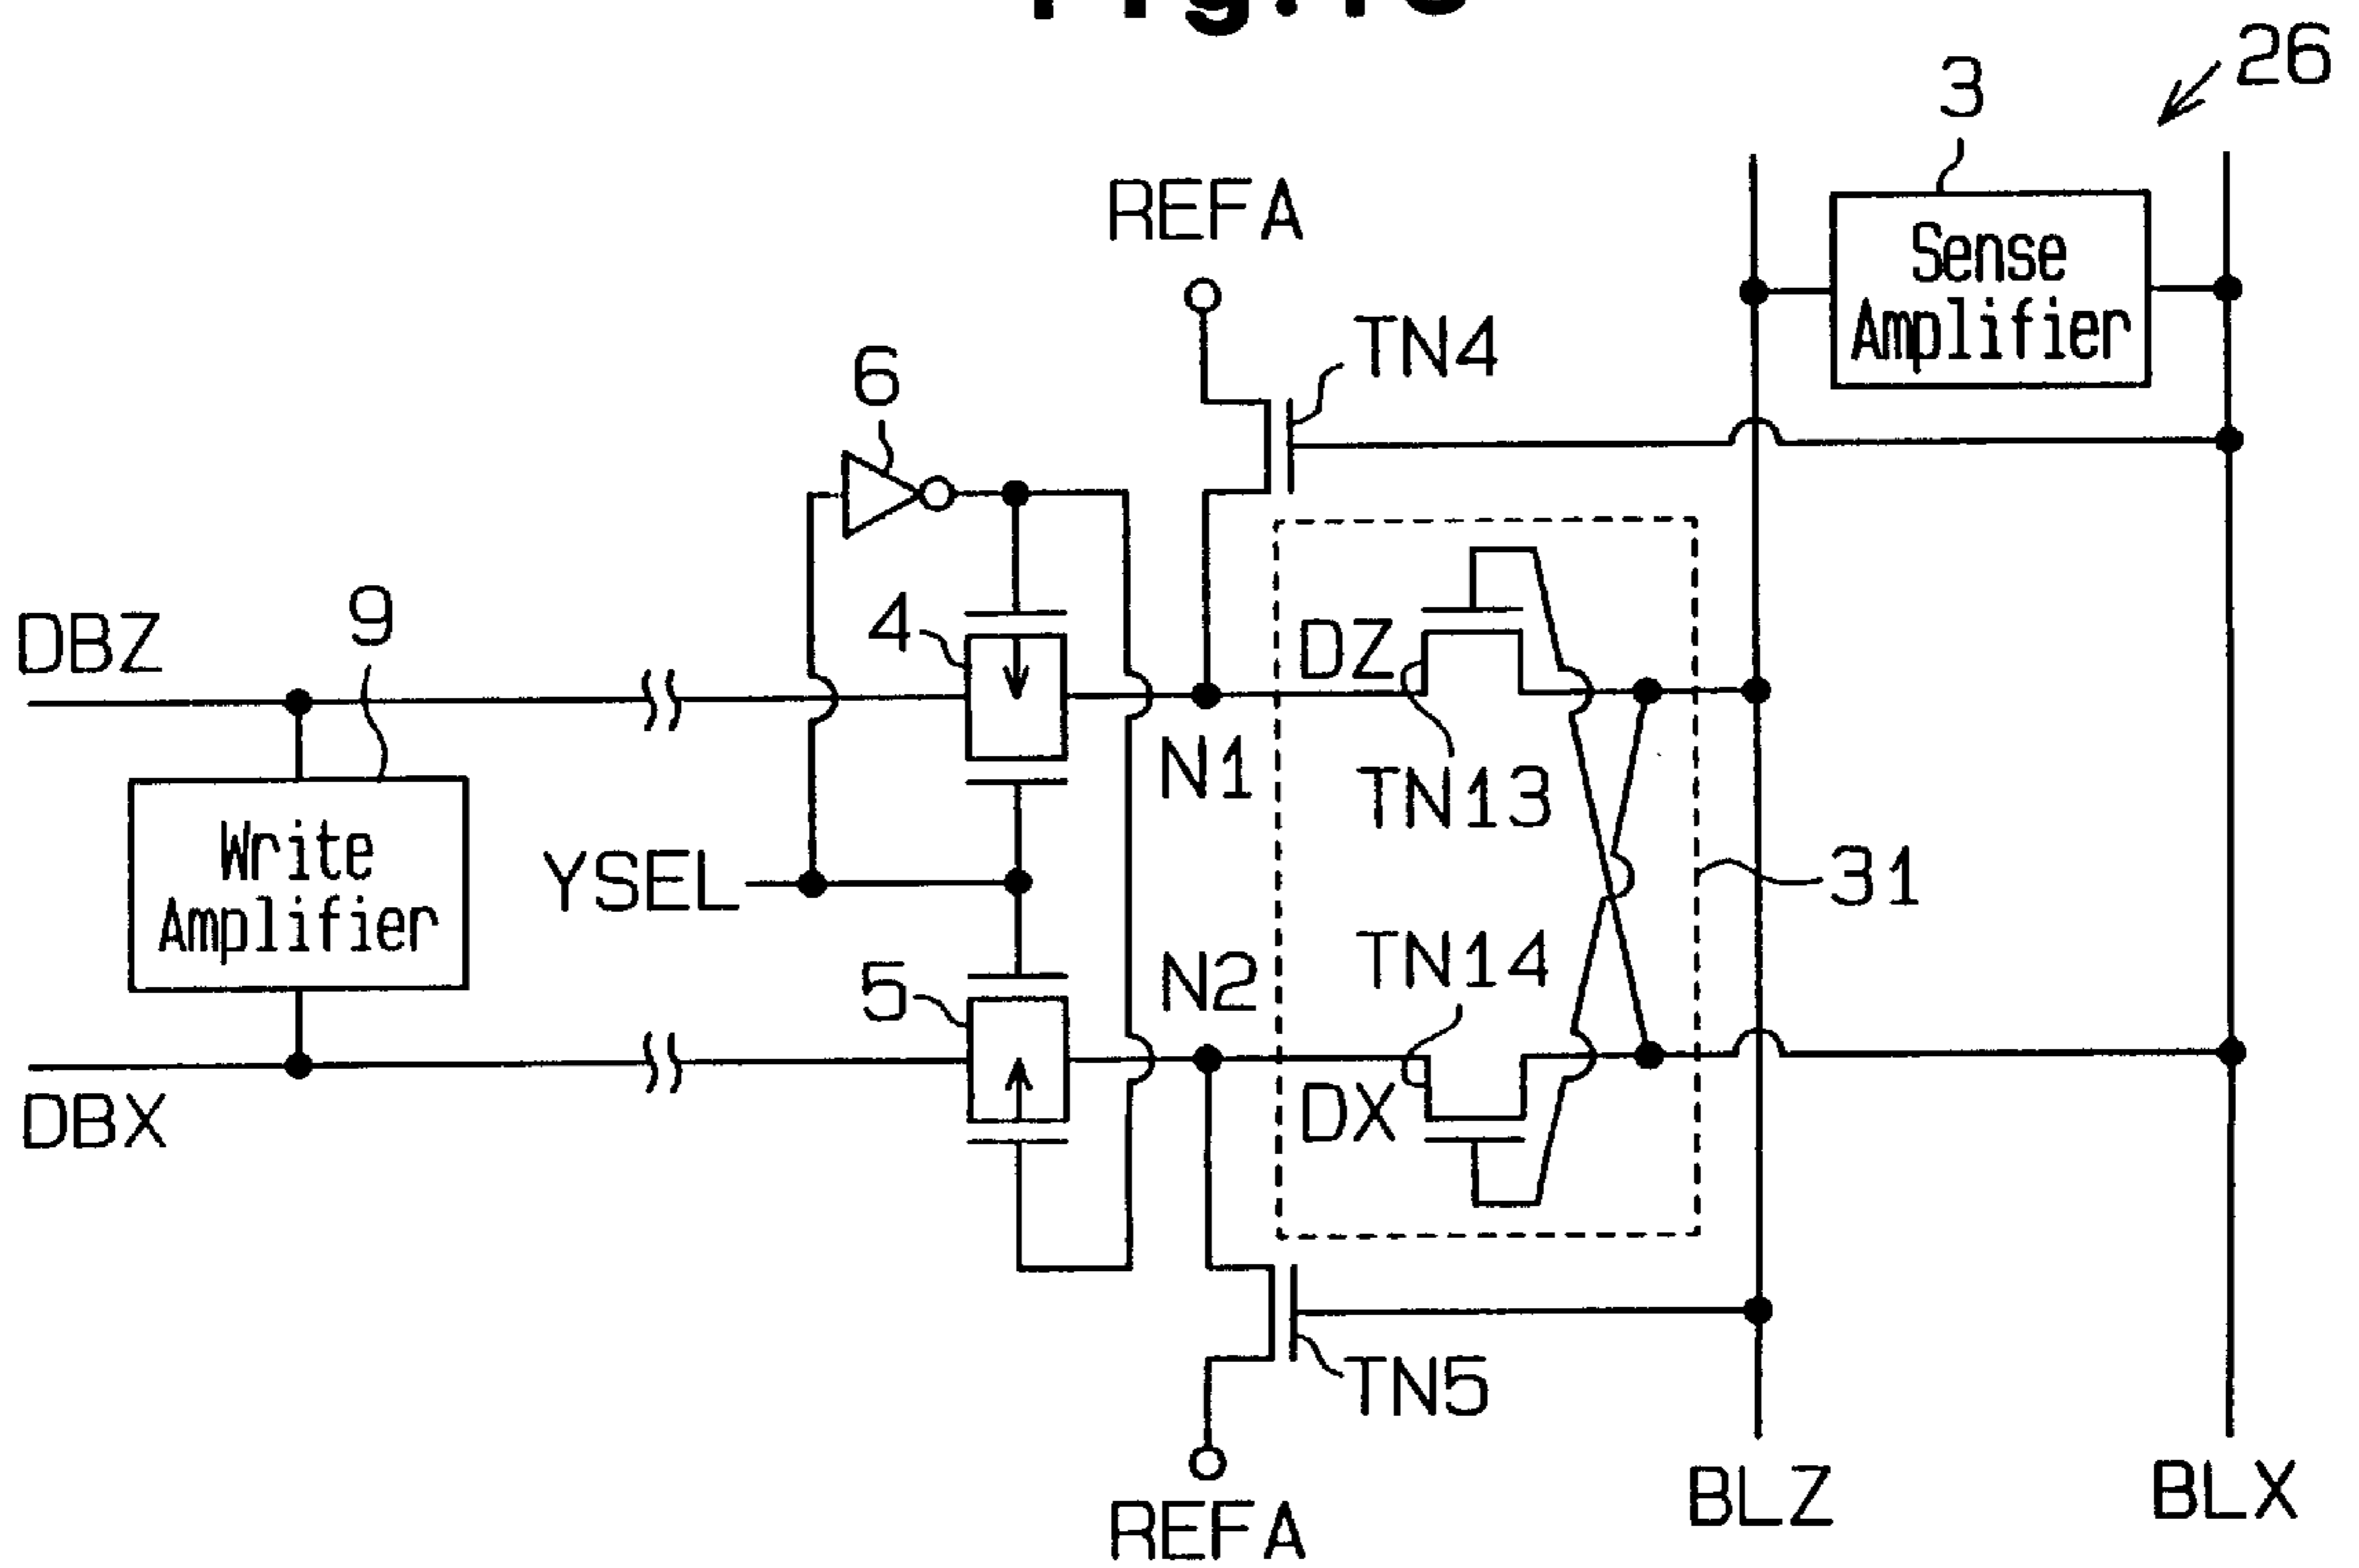 26
3
REFA
Sense
Amplifier
TN4
6
DBZ
9
4
DZ
N1
TN13
Write
Amplifier
YSEL
31
TN14
N2
5
DX
DBX
TN5
BLZ
BLX
REFA